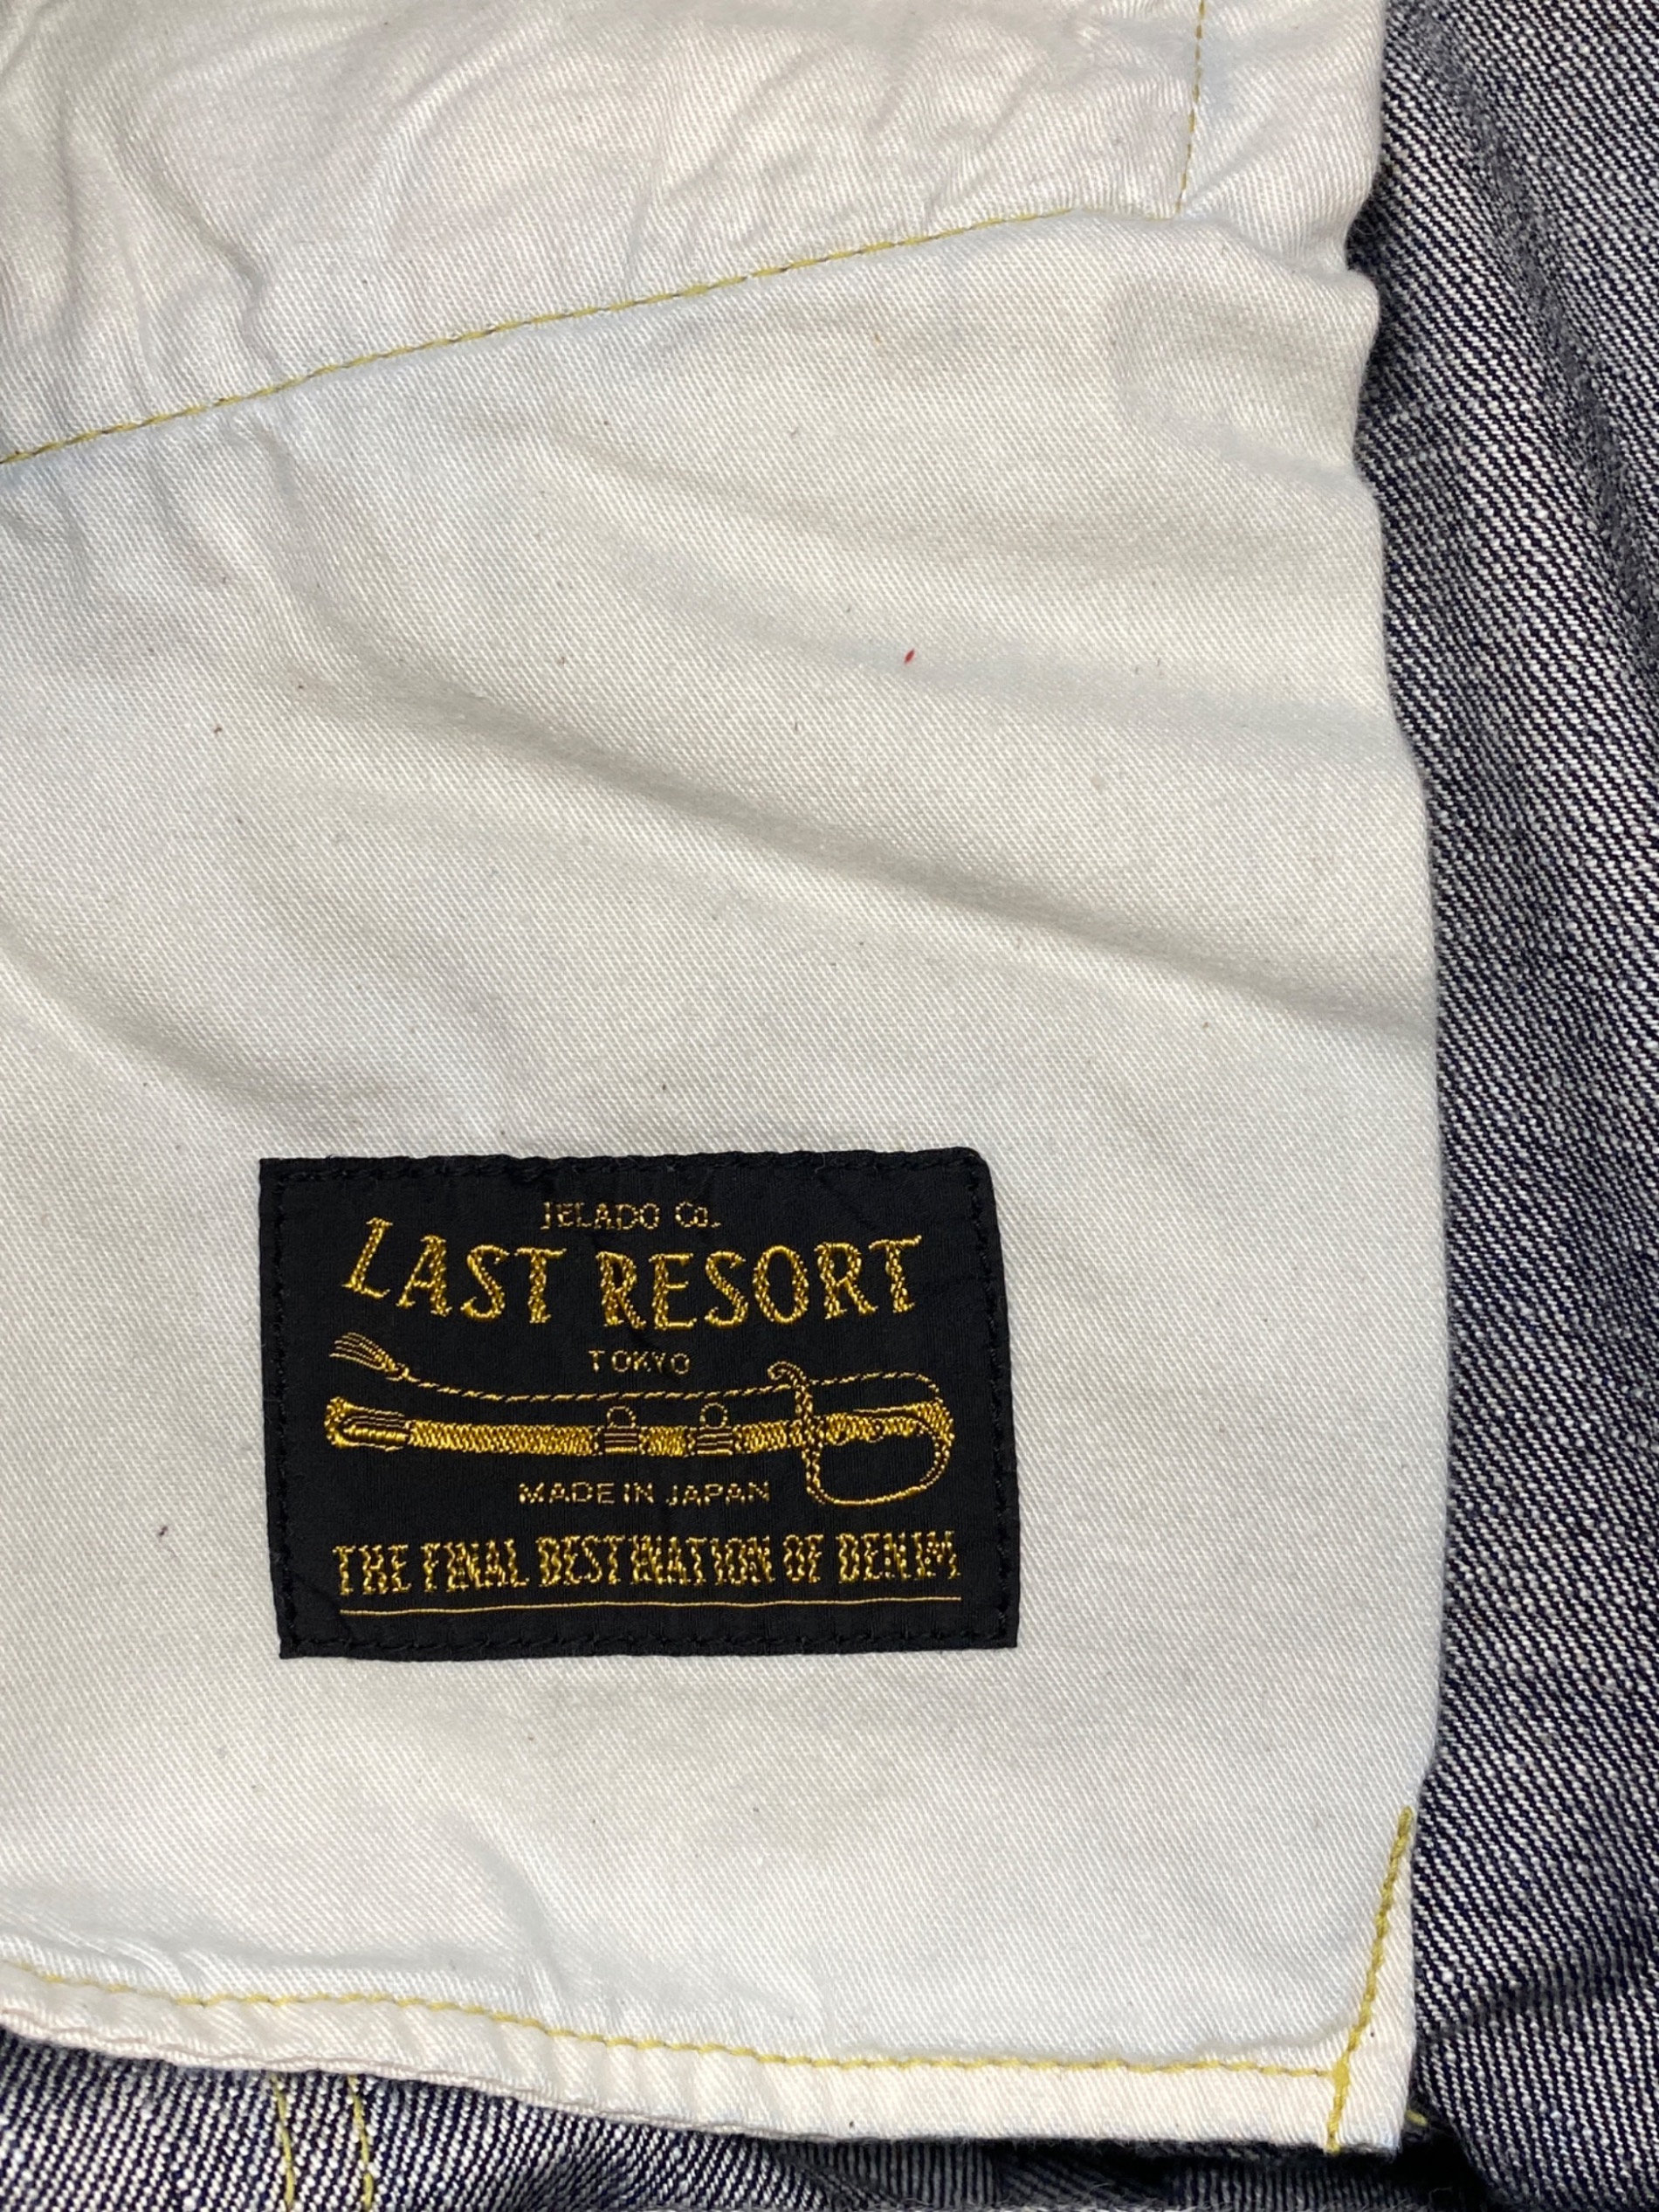 JELADO Co.
LAST RESORT
TOKYO
MADE IN JAPAN
THE FINAL DESTINATION OF DENIM